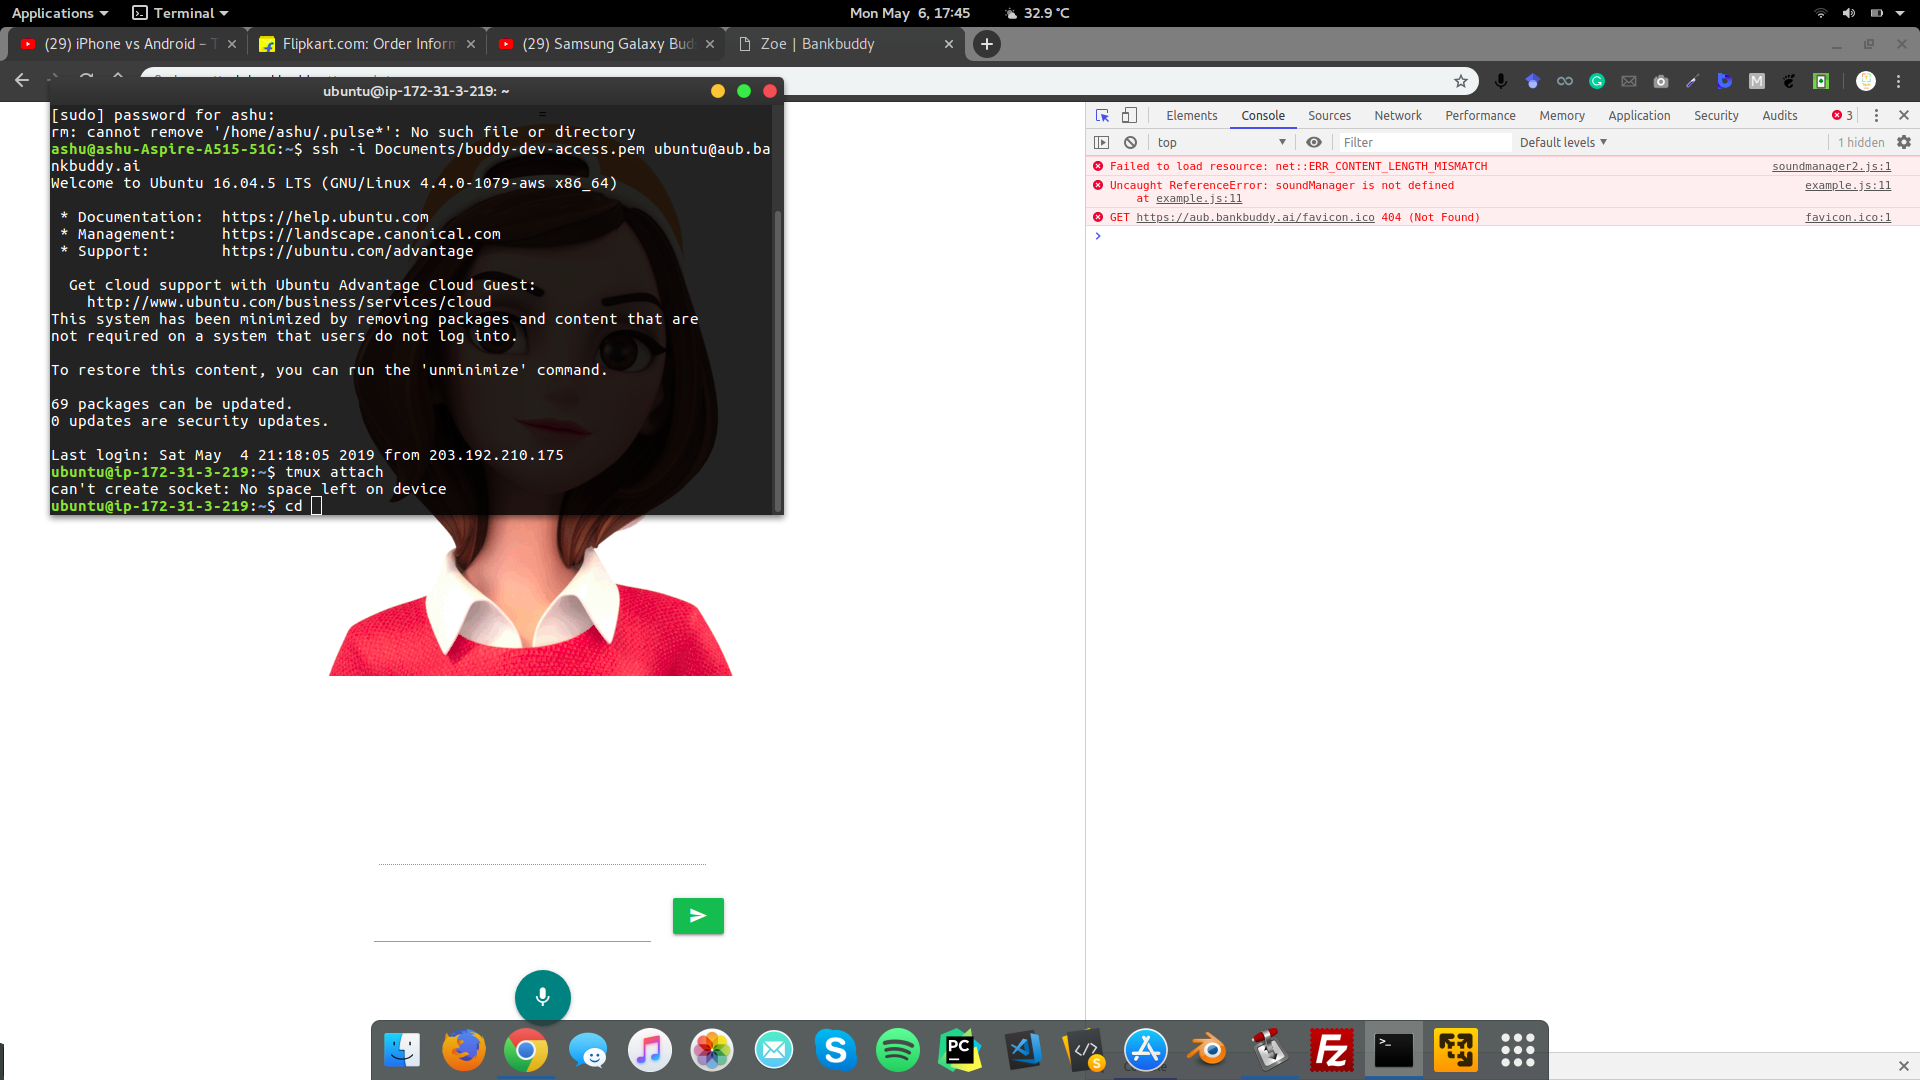 Applications
Terminal
Mon May 6, 17:45
32.9 °C
(29) iPhone vs Android –
Flipkart.com: Order Inform
(29) Samsung Galaxy Bud
Zoe | Bankbuddy
ubuntu@ip-172-31-3-219: ~
[sudo] password for ashu:
rm: cannot remove '/home/ashu/.pulse*': No such file or directory
ashu@ashu-Aspire-A515-51G:~$ ssh -i Documents/buddy-dev-access.pem ubuntu@aub.ba
nkbuddy.ai
Welcome to Ubuntu 16.04.5 LTS (GNU/Linux 4.4.0-1079-aws x86_64)
* Documentation:  https://help.ubuntu.com
* Management:     https://landscape.canonical.com
* Support:        https://ubuntu.com/advantage
Get cloud support with Ubuntu Advantage Cloud Guest:
http://www.ubuntu.com/business/services/cloud
This system has been minimized by removing packages and content that are
not required on a system that users do not log into.
To restore this content, you can run the 'unminimize' command.
69 packages can be updated.
0 updates are security updates.
Last login: Sat May  4 21:18:05 2019 from 203.192.210.175
ubuntu@ip-172-31-3-219:~$ tmux attach
can't create socket: No space left on device
ubuntu@ip-172-31-3-219:~$ cd
Elements
Console
Sources
Network
Performance
Memory
Application
Security
Audits
3
top
Filter
Default levels
1 hidden
Failed to load resource: net::ERR_CONTENT_LENGTH_MISMATCH
soundmanager2.js:1
Uncaught ReferenceError: soundManager is not defined
example.js:11
at example.js:11
GET https://aub.bankbuddy.ai/favicon.ico 404 (Not Found)
favicon.ico:1
PC
S
Fz